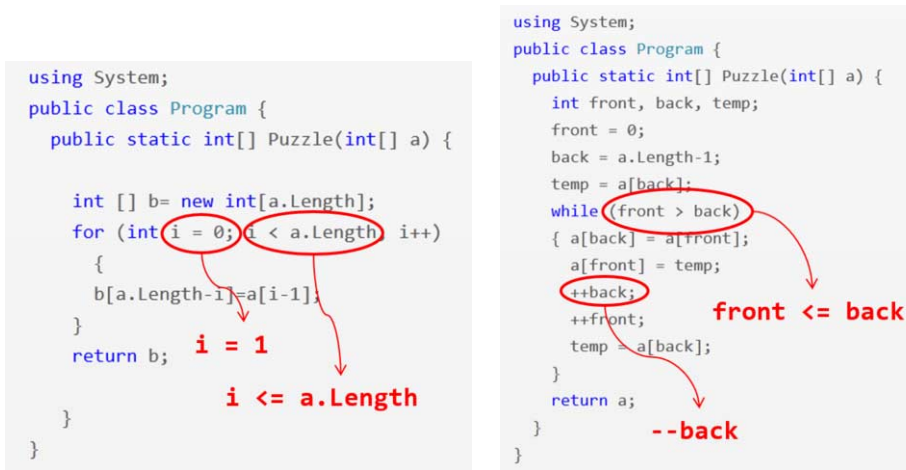 using System;
public class Program {
public static int[] Puzzle(int[] a) {
int [] b= new int[a.Length];
for (int i = 0; i < a.Length; i++)
{
b[a.Length-i]=a[i-1];
}
return b;
i = 1
i <= a.Length
}
}
using System;
public class Program {
public static int[] Puzzle(int[] a) {
int front, back, temp;
front = 0;
back = a.Length-1;
temp = a[back];
while (front > back)
{ a[back] = a[front];
a[front] = temp;
++back;
front <= back
++front;
temp = a[back];
}
return a;
--back
}
}